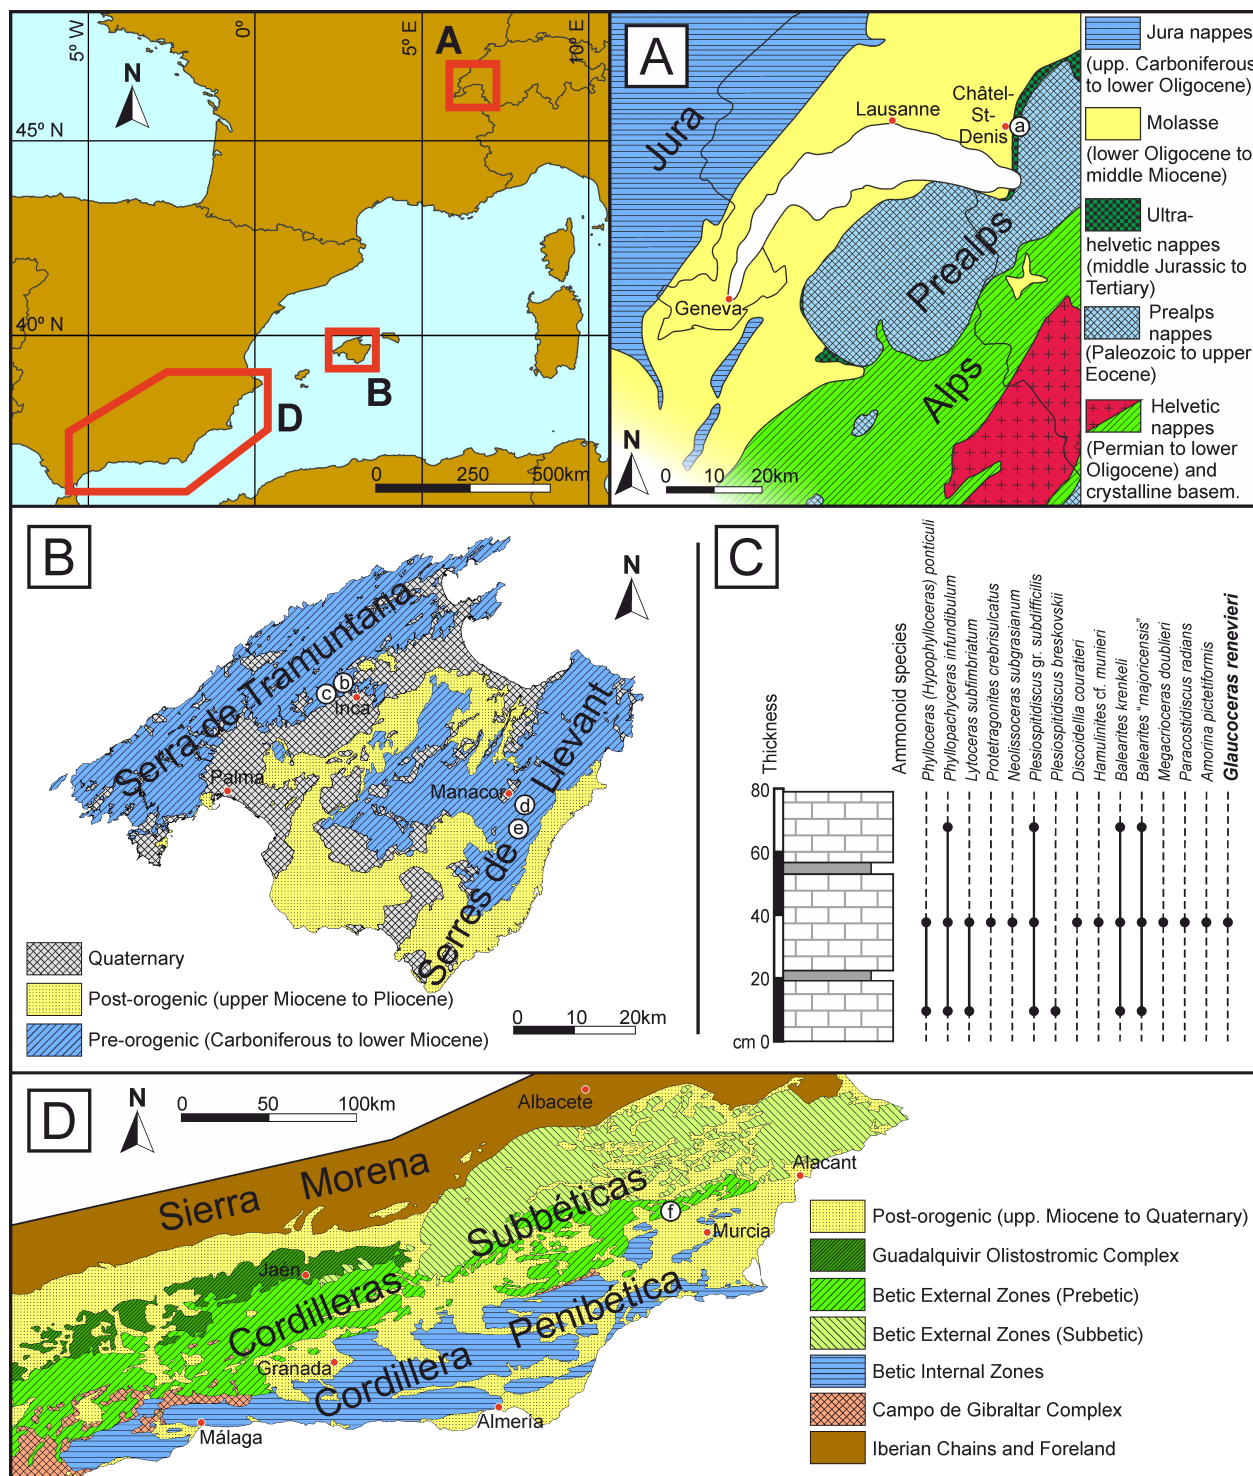 5º W
0º
5º E
10º E
N
45º N
40º N
A
B
D
0 250 500km
A
Jura
Lausanne
Châtel-
St-
Denis
a
Geneva
Prealps
Alps
N
0 10 20km
Jura nappes
(upp. Carboniferous
to lower Oligocene)
Molasse
(lower Oligocene to
middle Miocene)
Ultra-
helvetic nappes
(middle Jurassic to
Tertiary)
Prealps
nappes
(Paleozoic to upper
Eocene)
Helvetic
nappes
(Permian to lower
Oligocene) and
crystalline basem.
B
N
Serra de Tramuntana
b
c
Inca
Palma
Manacor
d
e
Serres de Llevant
Quaternary
Post-orogenic (upper Miocene to Pliocene)
Pre-orogenic (Carboniferous to lower Miocene)
0 10 20km
C
Thickness
Ammonoid species
Phylloceras (Hypophylloceras) ponticuli
Phyllopachyceras infundibulum
Lytoceras subfimbriatum
Protetragonites crebrisulcatus
Neolissoceras subgrasianum
Plesiospitidiscus gr. subdifficilis
Plesiospitidiscus breskovskii
Discoidellia couratieri
Hamulinites cf. munieri
Balearites krenkeli
Balearites "majoricensis"
Megacrioceras doublieri
Paracostidiscus radians
Amorina pictetiformis
Glaucoceras renevieri
80
60
40
20
cm 0
D
N
0 50 100km
Albacete
Sierra Morena
Alacant
Cordilleras Subbéticas
f
Murcia
Jaen
Cordillera Penibética
Granada
Almería
Málaga
Post-orogenic (upp. Miocene to Quaternary)
Guadalquivir Olistostromic Complex
Betic External Zones (Prebetic)
Betic External Zones (Subbetic)
Betic Internal Zones
Campo de Gibraltar Complex
Iberian Chains and Foreland